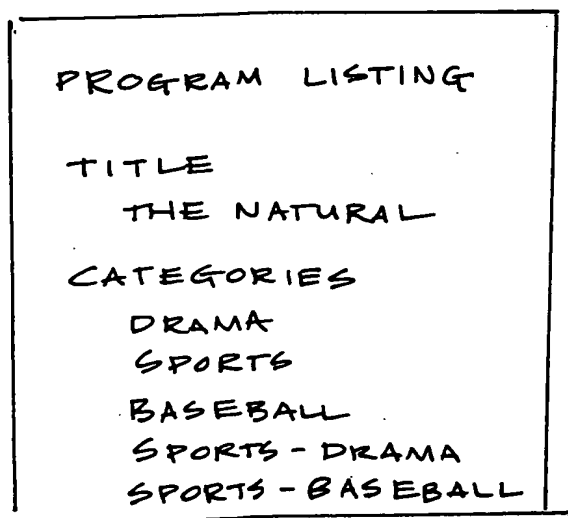 PROGRAM LISTING
TITLE
THE NATURAL
CATEGORIES
DRAMA
SPORTS
BASEBALL
SPORTS - DRAMA
SPORTS - BASEBALL